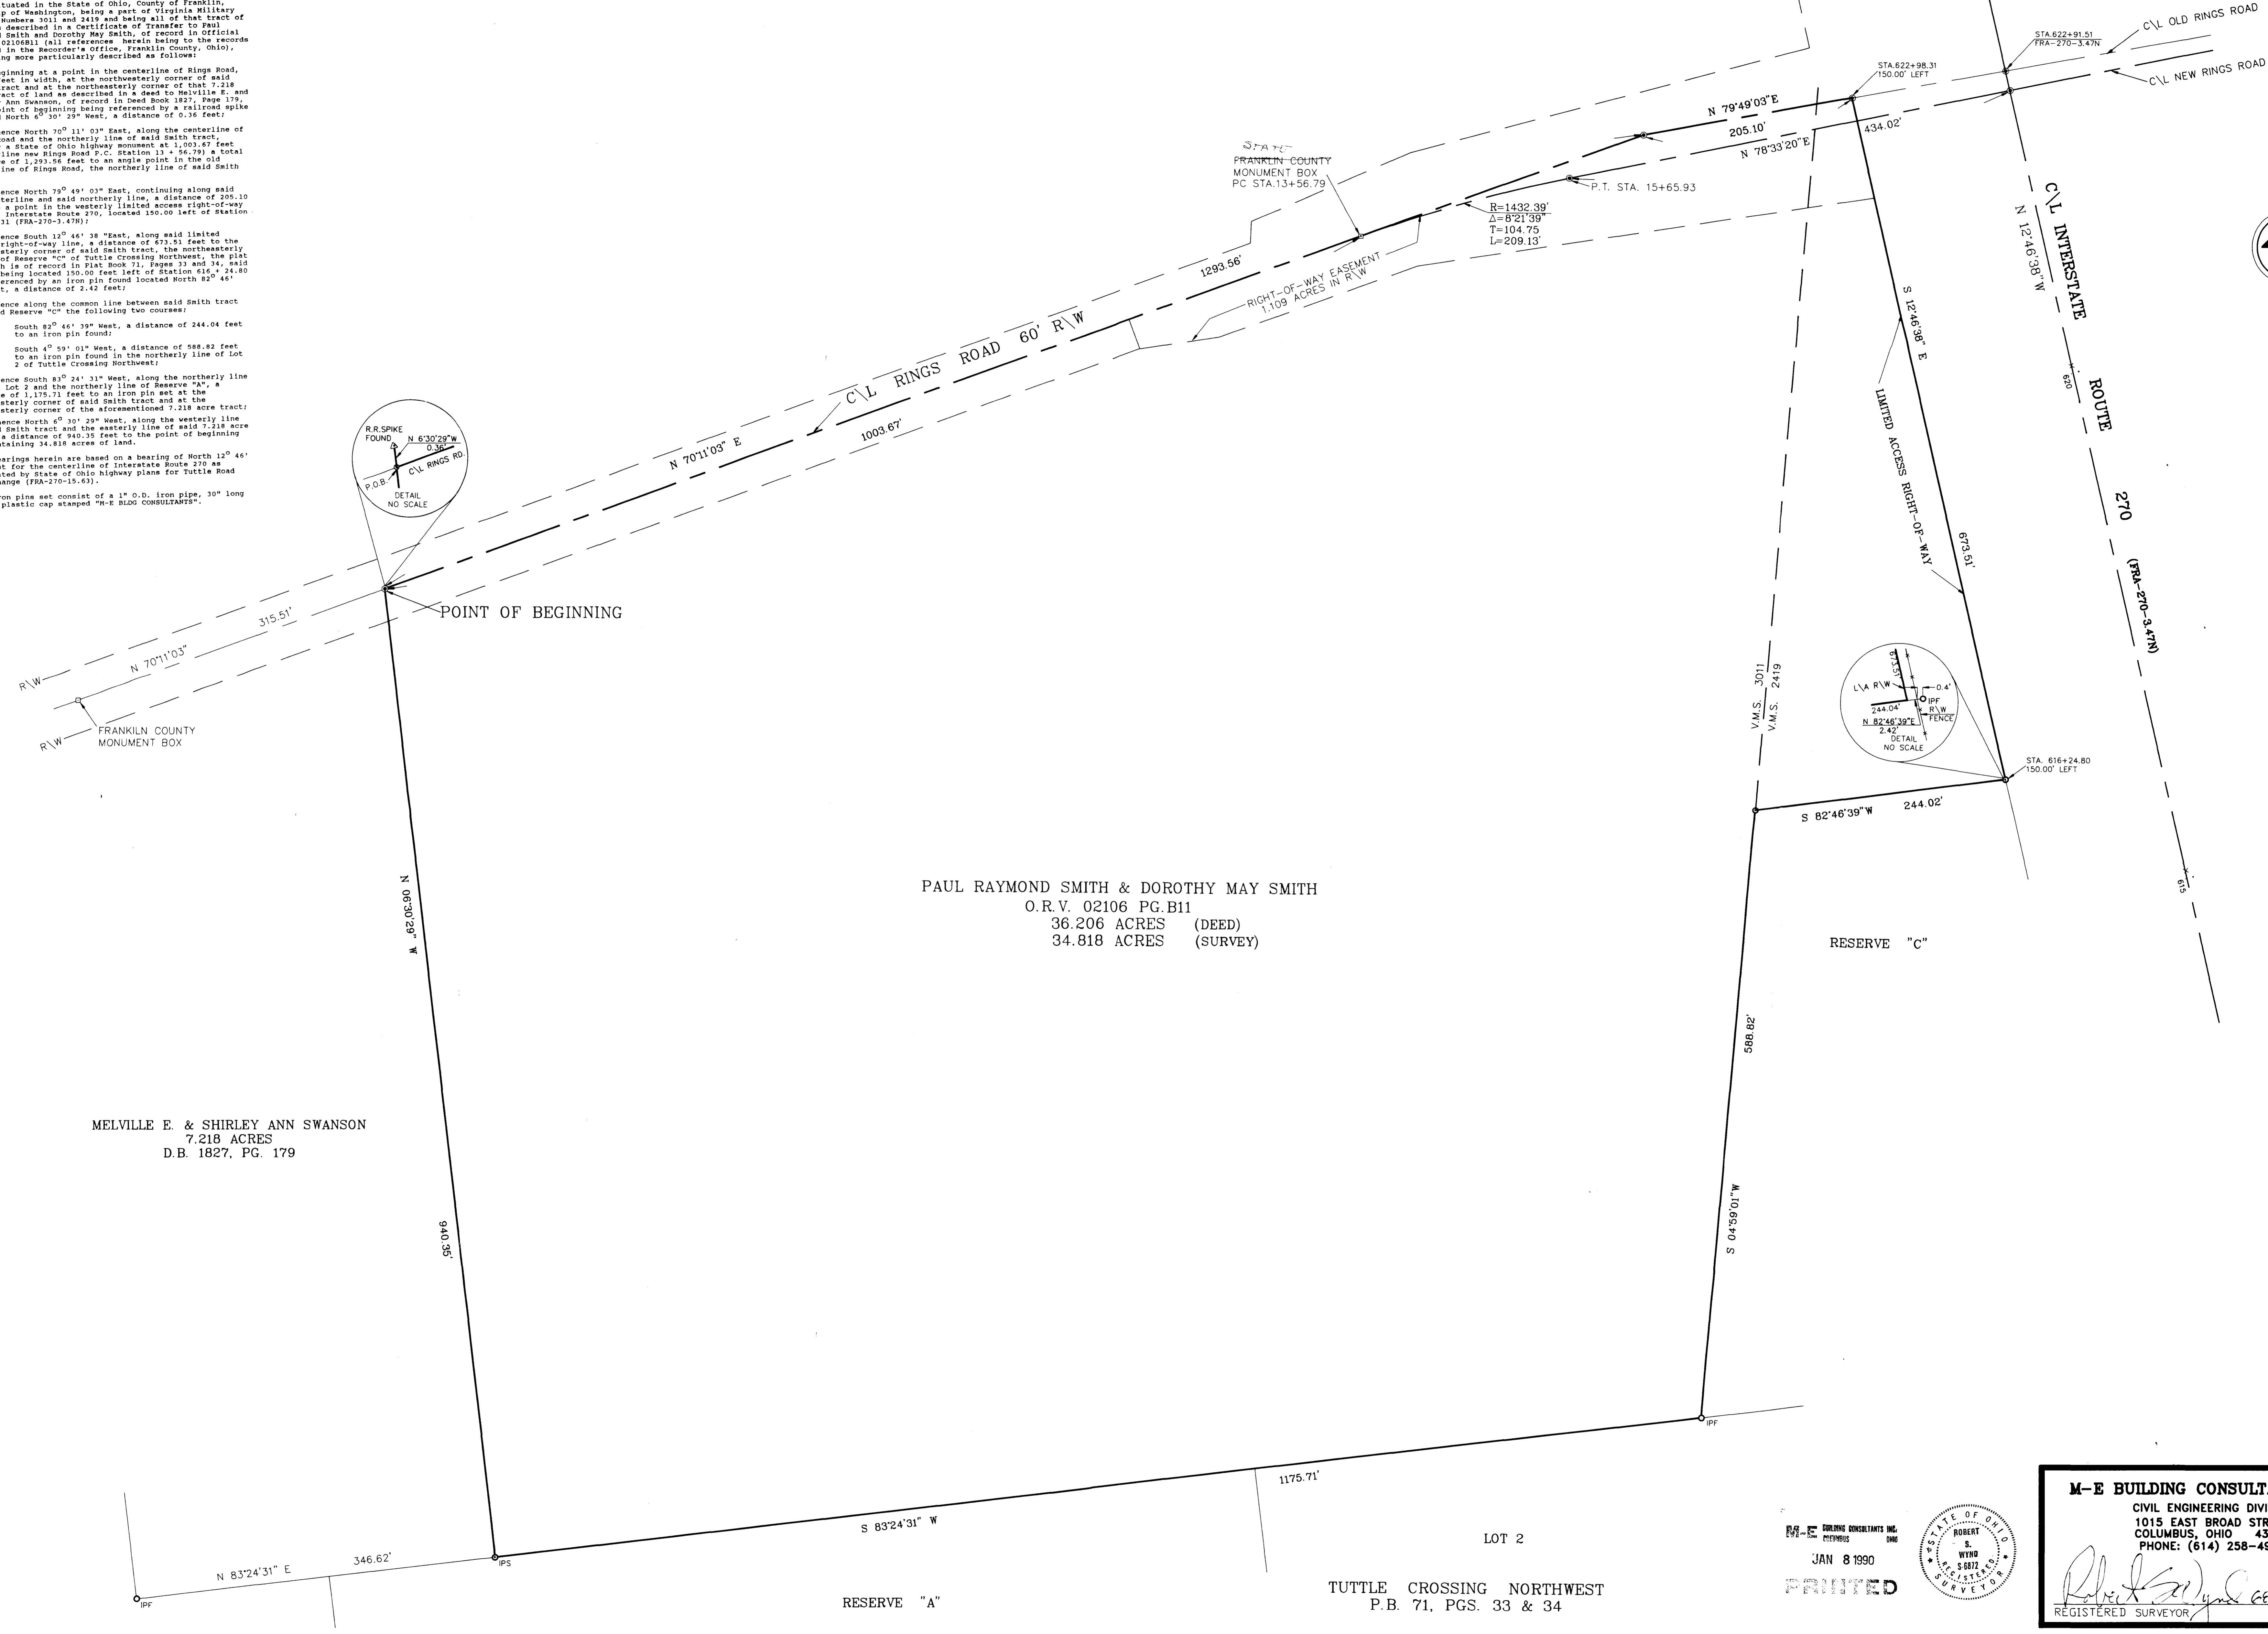 tuated in the State of Ohio, County of Franklin,
p of Washington, being a part of Virginia Military
Numbers 3011 and 2419 and being all of that tract of
described in a Certificate of Transfer to Paul
Smith and Dorothy May Smith, of record in Official
02106B11 (all references herein being to the records
in the Recorder's Office, Franklin County, Ohio),
ng more particularly described as follows:
ginning at a point in the centerline of Rings Road,
feet in width, at the northwesterly corner of said
ract and at the northeasterly corner of that 7.218
act of land as described in a deed to Melville E. and
Ann Swanson, of record in Deed Book 1827, Page 179,
int of beginning being referenced by a railroad spike
North 6° 30' 29" West, a distance of 0.36 feet;
ence North 70° 11' 03" East, along the centerline of
oad and the northerly line of said Smith tract,
a State of Ohio highway monument at 1,003.67 feet
line new Rings Road P.C. Station 13 + 56.79) a total
e of 1,293.56 feet to an angle point in the old
ine of Rings Road, the northerly line of said Smith
ence North 79° 49' 03" East, continuing along said
terline and said northerly line, a distance of 205.10
a point in the westerly limited access right-of-way
Interstate Route 270, located 150.00 left of Station
31 (FRA-270-3.47N);
ence South 12° 46' 38 "East, along said limited
right-of-way line, a distance of 673.51 feet to the
sterly corner of said Smith tract, the northeasterly
of Reserve "C" of Tuttle Crossing Northwest, the plat
h is of record in Plat Book 71, Pages 33 and 34, said
being located 150.00 feet left of Station 616 + 24.80
erenced by an iron pin found located North 82° 46'
t, a distance of 2.42 feet;
ence along the common line between said Smith tract
d Reserve "C" the following two courses:
South 82° 46' 39" West, a distance of 244.04 feet
to an iron pin found;
South 4° 59' 01" West, a distance of 588.82 feet
to an iron pin found in the northerly line of Lot
2 of Tuttle Crossing Northwest;
ence South 83° 24' 31" West, along the northerly line
Lot 2 and the northerly line of Reserve "A", a
e of 1,175.71 feet to an iron pin set at the
sterly corner of said Smith tract and at the
sterly corner of the aforementioned 7.218 acre tract;
ence North 6° 30' 29" West, along the westerly line
d Smith tract and the easterly line of said 7.218 acre
a distance of 940.35 feet to the point of beginning
taining 34.818 acres of land.
earings herein are based on a bearing of North 12° 46'
t for the centerline of Interstate Route 270 as
ted by State of Ohio highway plans for Tuttle Road
hange (FRA-270-15.63).
ron pins set consist of a 1" O.D. iron pipe, 30" long
plastic cap stamped "M-E BLDG CONSULTANTS".
C\L OLD RINGS ROAD
STA.622+91.51
FRA-270-3.47N
C\L NEW RINGS ROAD
STA.622+98.31
150.00' LEFT
N 79°49'03"E
205.10'
434.02'
N 78°33'20"E
STATE
FRANKLIN COUNTY
MONUMENT BOX
PC STA.13+56.79
P.T. STA. 15+65.93
R=1432.39'
Δ=8°21'39"
T=104.75
L=209.13'
C\L INTERSTATE ROUTE 270 (FRA-270-3.47N)
N 12°46'38"W
620
615
1293.56'
RIGHT-OF-WAY EASEMENT
1.109 ACRES IN R\W
C\L RINGS ROAD 60' R\W
1003.67'
N 70°11'03" E
S 12°46'38" E
LIMITED ACCESS RIGHT-OF-WAY
673.51'
R.R.SPIKE
FOUND
N 6°30'29"W
0.36'
C\L RINGS RD.
P.O.B.
DETAIL
NO SCALE
POINT OF BEGINNING
315.51'
N 70°11'03"
R\W
R\W
FRANKILN COUNTY
MONUMENT BOX
V.M.S. 3011
V.M.S. 2419
673.51'
L\A R\W
0.4'
IPF
244.04'
R\W
FENCE
N 82°46'39"E
2.42'
DETAIL
NO SCALE
STA. 616+24.80
150.00' LEFT
S 82°46'39"W 244.02'
N 06°30'29" W
PAUL RAYMOND SMITH & DOROTHY MAY SMITH
O.R.V. 02106 PG.B11
36.206 ACRES (DEED)
34.818 ACRES (SURVEY)
RESERVE "C"
588.82'
S 04°59'01"W
MELVILLE E. & SHIRLEY ANN SWANSON
7.218 ACRES
D.B. 1827, PG. 179
940.35'
IPF
1175.71'
S 83°24'31" W
346.62'
N 83°24'31" E
IPS
IPF
RESERVE "A"
LOT 2
TUTTLE CROSSING NORTHWEST
P.B. 71, PGS. 33 & 34
M-E BUILDING CONSULTANTS INC.
COLUMBUS OHIO
JAN 8 1990
PRINTED
STATE OF OHIO
ROBERT
S.
WYND
S-6872
REGISTERED
SURVEYOR
M-E BUILDING CONSULT
CIVIL ENGINEERING DIVI
1015 EAST BROAD STR
COLUMBUS, OHIO 43
PHONE: (614) 258-49
Robert S. Wynd 68
REGISTERED SURVEYOR